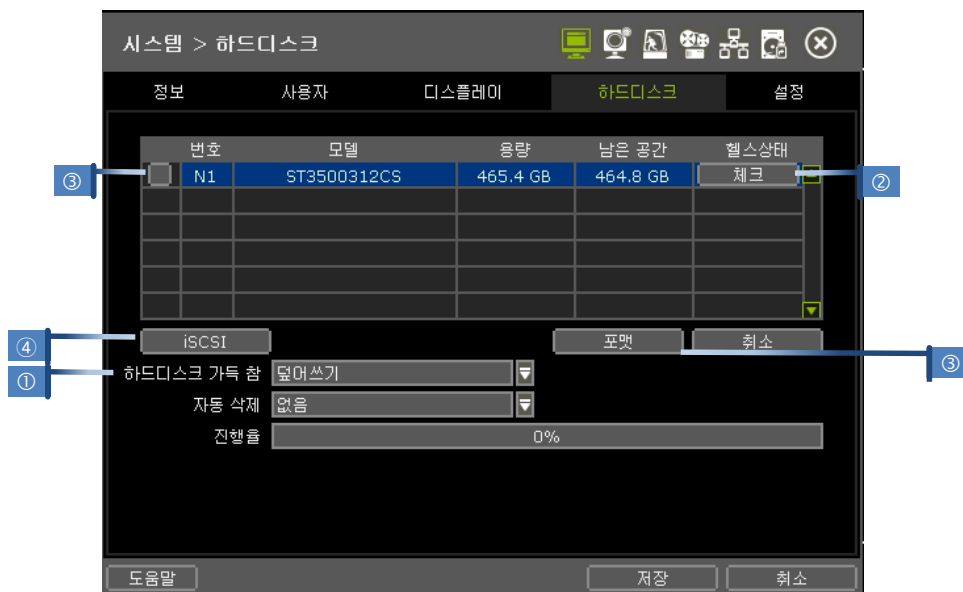 시스템 > 하드디스크
정보 사용자 디스플레이 하드디스크 설정
번호 모델 용량 남은 공간 헬스상태
③ N1 ST3500312CS 465.4 GB 464.8 GB 체크 ②
④ iSCSI 포맷 취소 ③
① 하드디스크 가득 참 덮어쓰기
자동 삭제 없음
진행율 0%
도움말 저장 취소